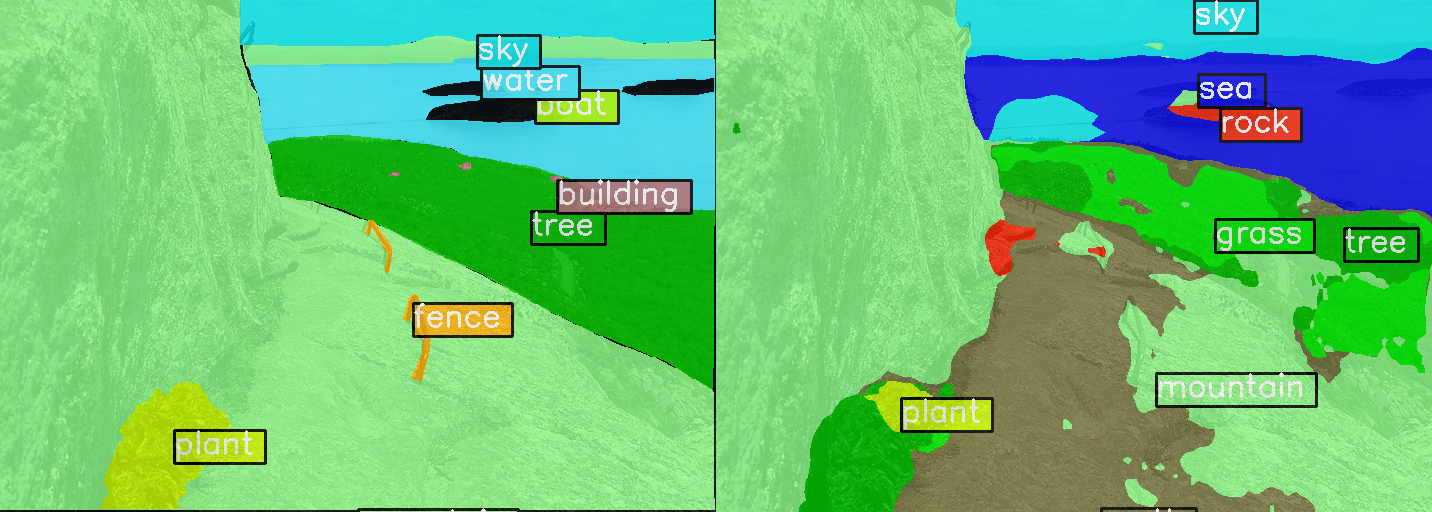 sky
water
boat
building
tree
fence
plant
sky
sea
rock
grass
tree
mountain
plant